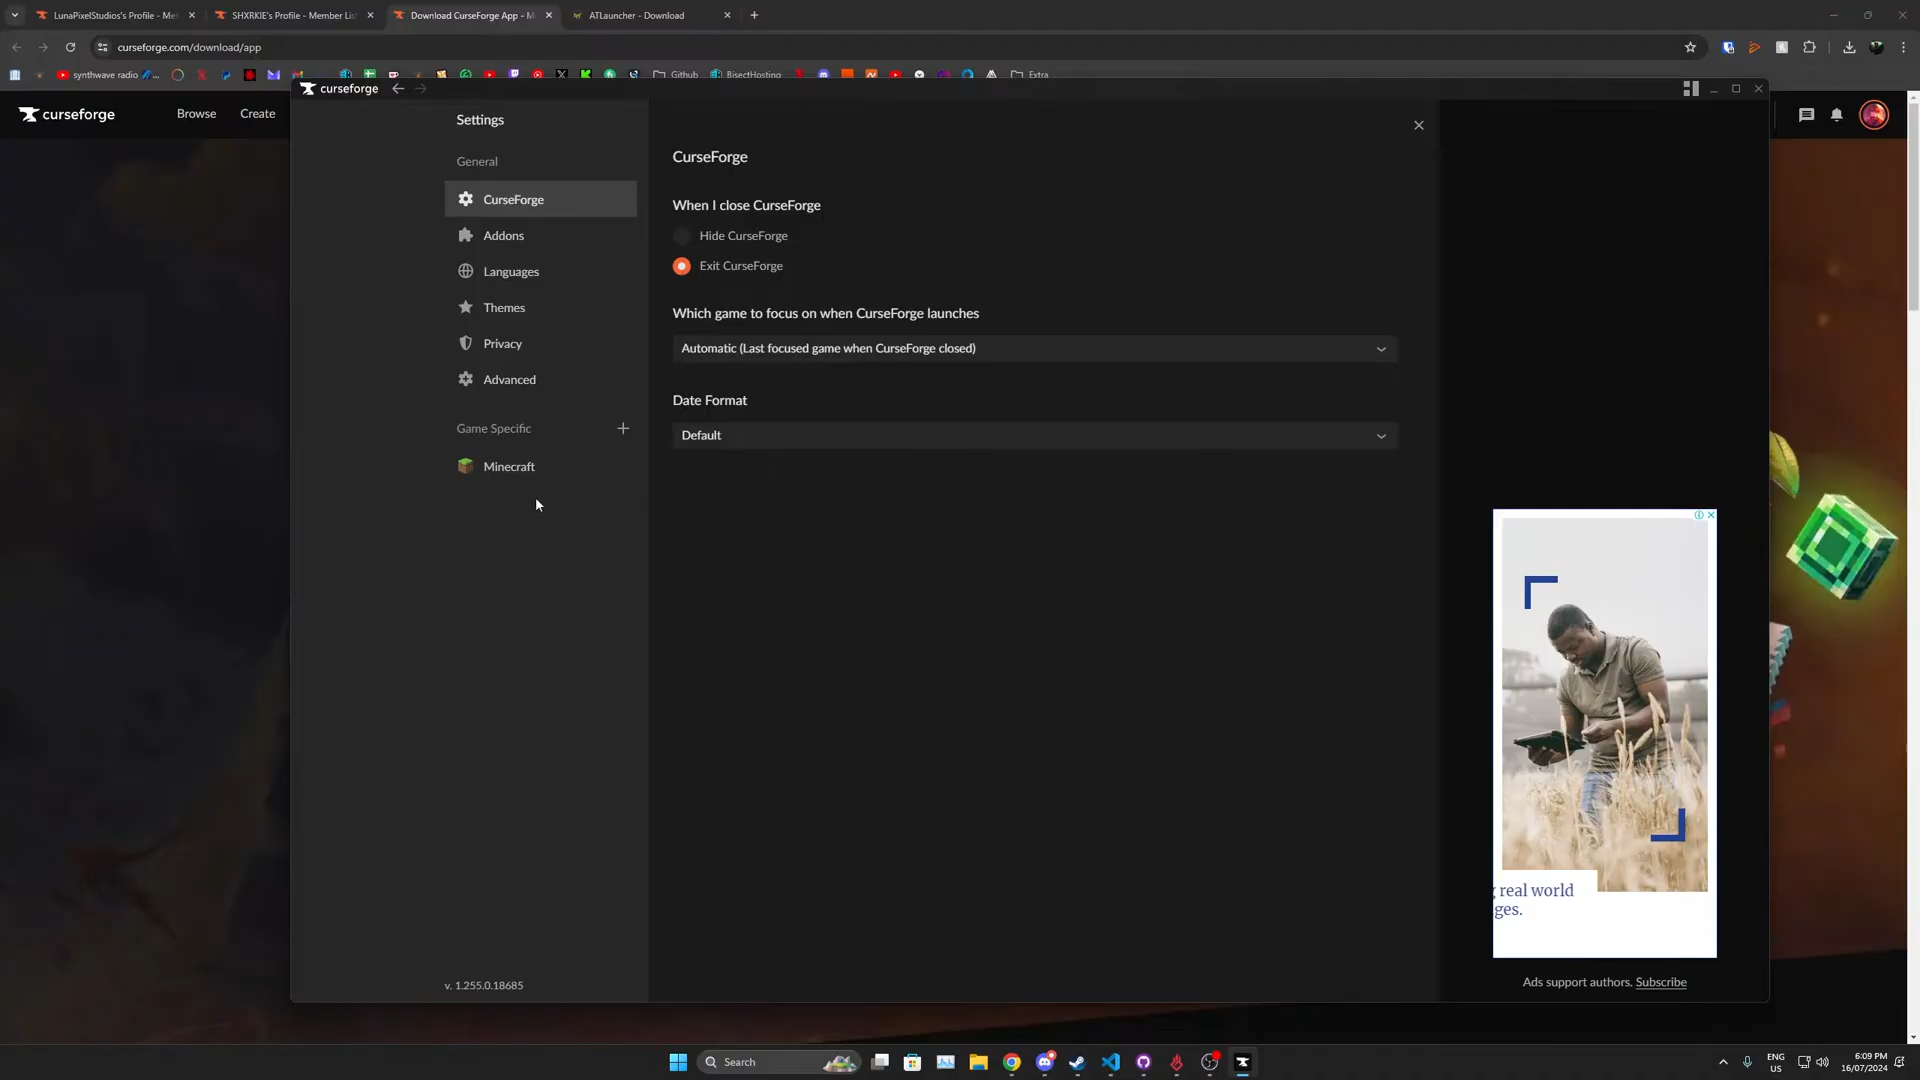 LunaPixelStudios's Profile - Me
SHXRKIE's Profile - Member Lis
Download CurseForge App - M
ATLauncher - Download
curseforge.com/download/app
synthwave radio
Github
BisectHosting
Extra
curseforge
Browse
Create
curseforge
Settings
General
CurseForge
Addons
Languages
Themes
Privacy
Advanced
Game Specific
Minecraft
v. 1.255.0.18685
CurseForge
When I close CurseForge
Hide CurseForge
Exit CurseForge
Which game to focus on when CurseForge launches
Automatic (Last focused game when CurseForge closed)
Date Format
Default
real world
ges.
Ads support authors. Subscribe
Search
ENG
US
6:09 PM
16/07/2024